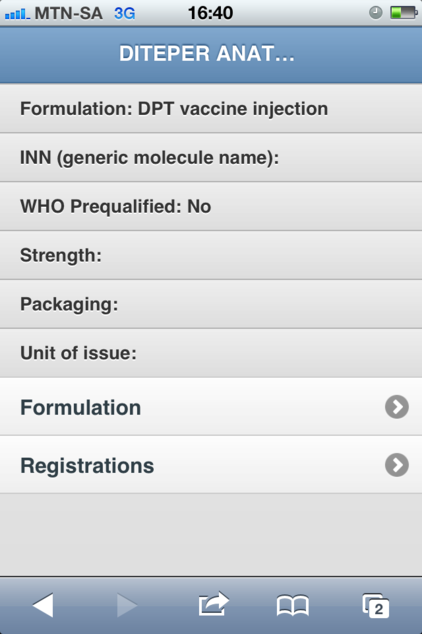 MTN-SA 3G 16:40
DITEPER ANAT...
Formulation: DPT vaccine injection
INN (generic molecule name):
WHO Prequalified: No
Strength:
Packaging:
Unit of issue:
Formulation
Registrations
2